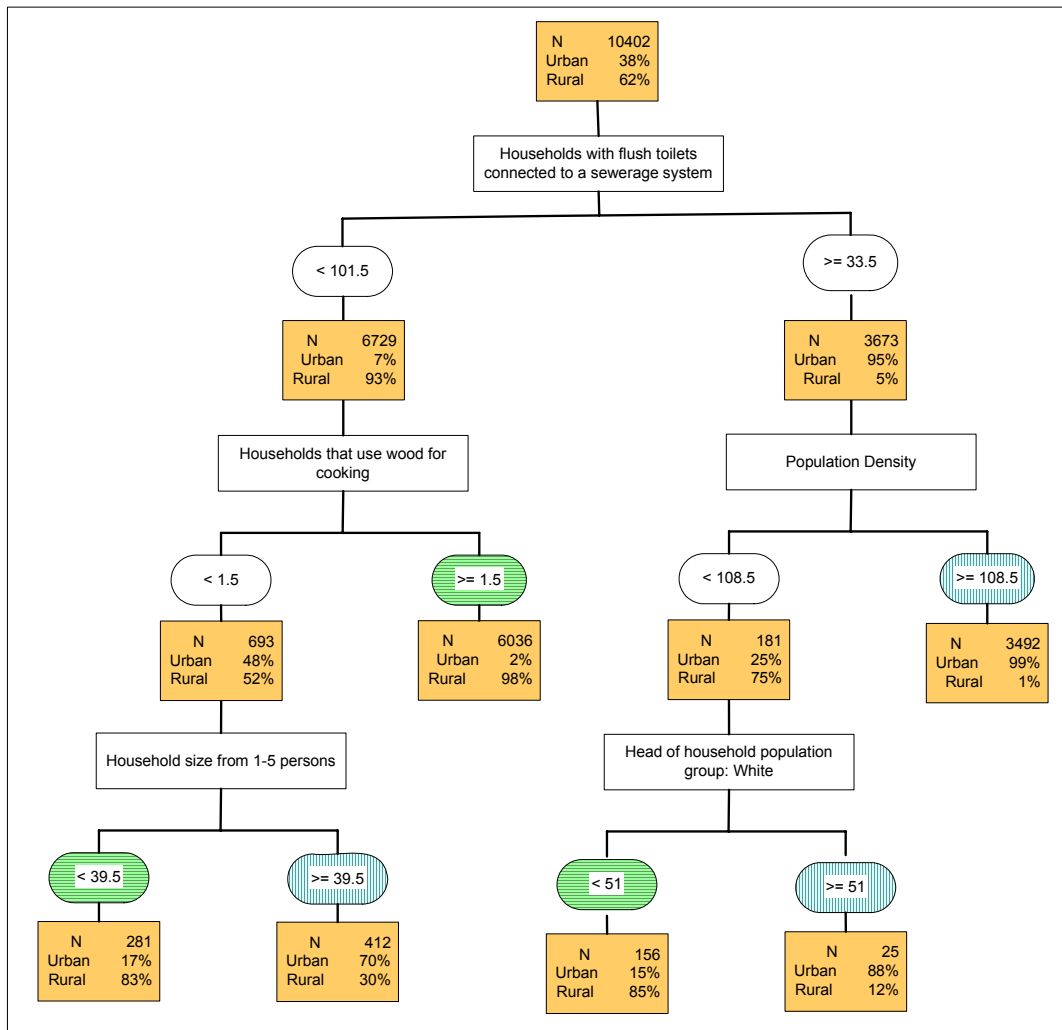 N 10402
Urban 38%
Rural 62%
Households with flush toilets
connected to a sewerage system
< 101.5
>= 33.5
N 6729
Urban 7%
Rural 93%
N 3673
Urban 95%
Rural 5%
Households that use wood for
cooking
Population Density
< 1.5
>= 1.5
< 108.5
>= 108.5
N 693
Urban 48%
Rural 52%
N 6036
Urban 2%
Rural 98%
N 181
Urban 25%
Rural 75%
N 3492
Urban 99%
Rural 1%
Household size from 1-5 persons
Head of household population
group: White
< 39.5
>= 39.5
< 51
>= 51
N 281
Urban 17%
Rural 83%
N 412
Urban 70%
Rural 30%
N 156
Urban 15%
Rural 85%
N 25
Urban 88%
Rural 12%